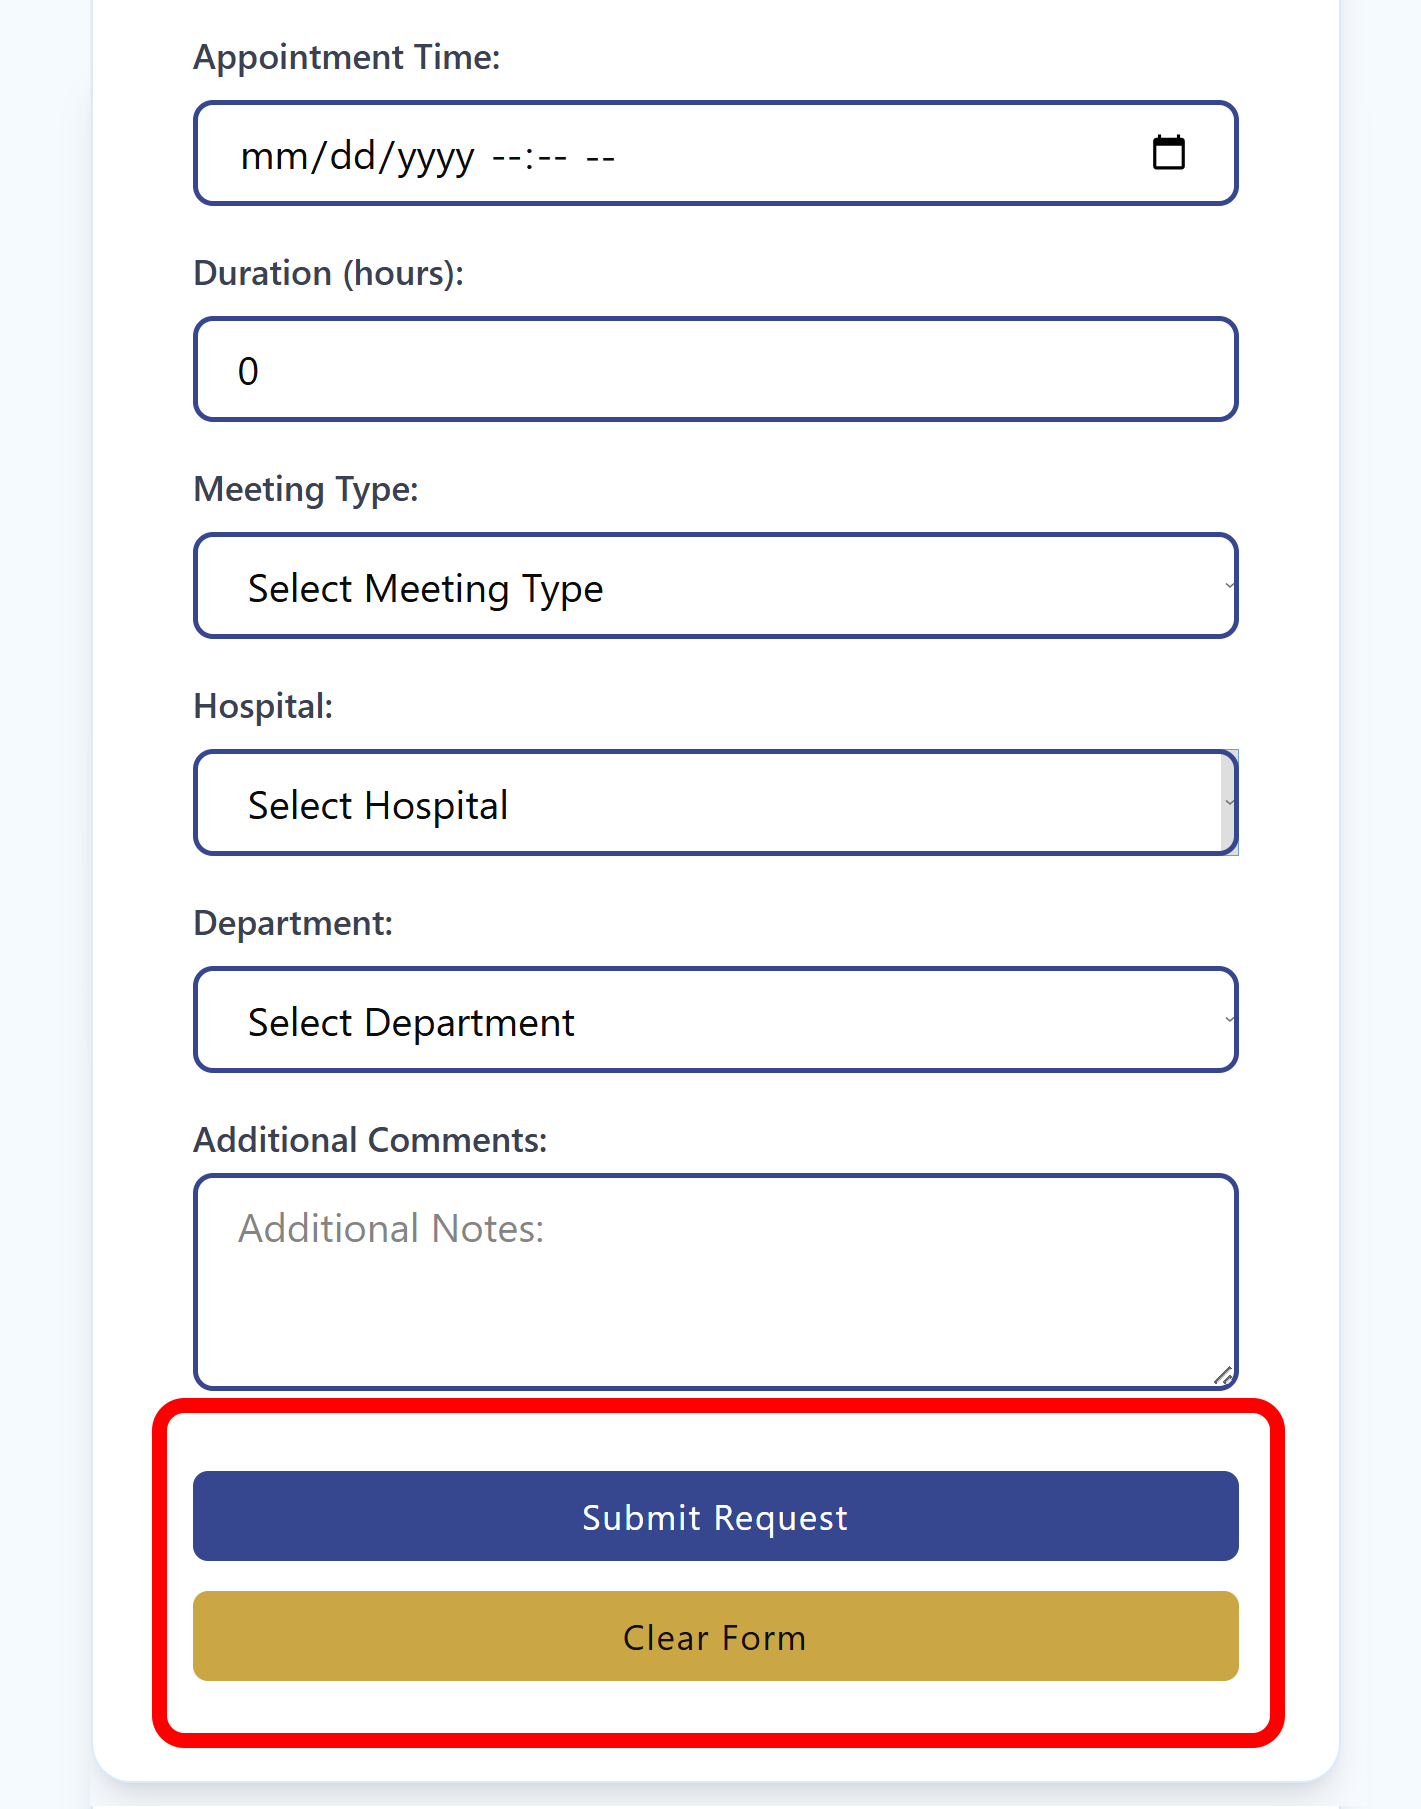 Appointment Time:
mm/dd/yyyy --:-- --
Duration (hours):
0
Meeting Type:
Select Meeting Type
Hospital:
Select Hospital
Department:
Select Department
Additional Comments:
Additional Notes:
Submit Request
Clear Form